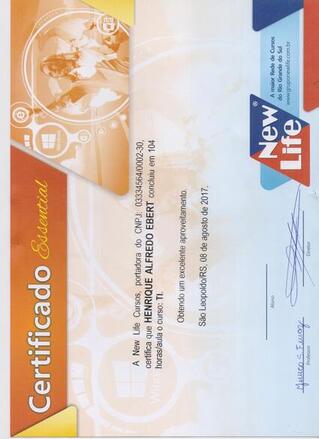 Certificado Essential
A New Life Cursos, portadora do CNPJ: 03334564/0002-30,
certifica que HENRIQUE ALFREDO EBERT concluiu em 104
horas/aula o curso: TI.
Obtendo um excelente aproveitamento.
São Leopoldo/RS, 08 de agosto de 2017.
Aluno
Professor
Diretor
New Life
A maior Rede de Cursos
do Rio Grande do Sul
www.gruponewlife.com.br